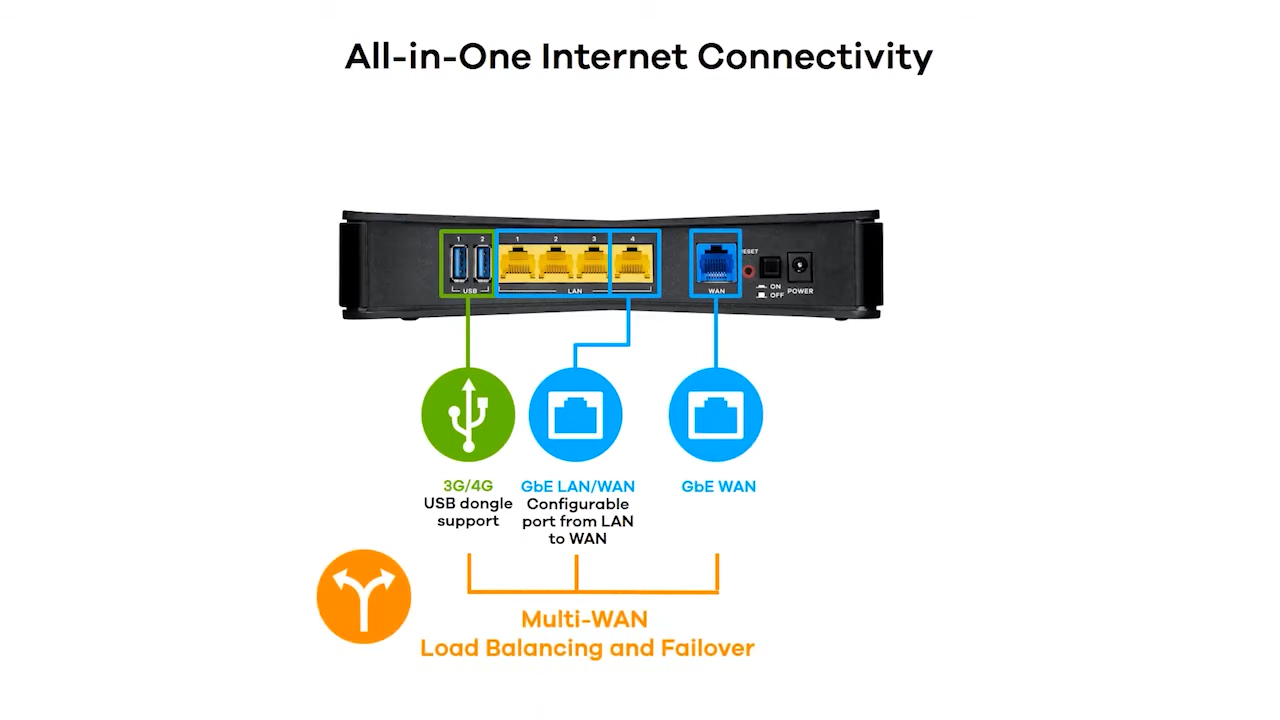 All-in-One Internet Connectivity
1 2 1 2 3 4
RESET
USB LAN WAN
ON
OFF
POWER
3G/4G
USB dongle
support
GbE LAN/WAN
Configurable
port from LAN
to WAN
GbE WAN
Multi-WAN
Load Balancing and Failover